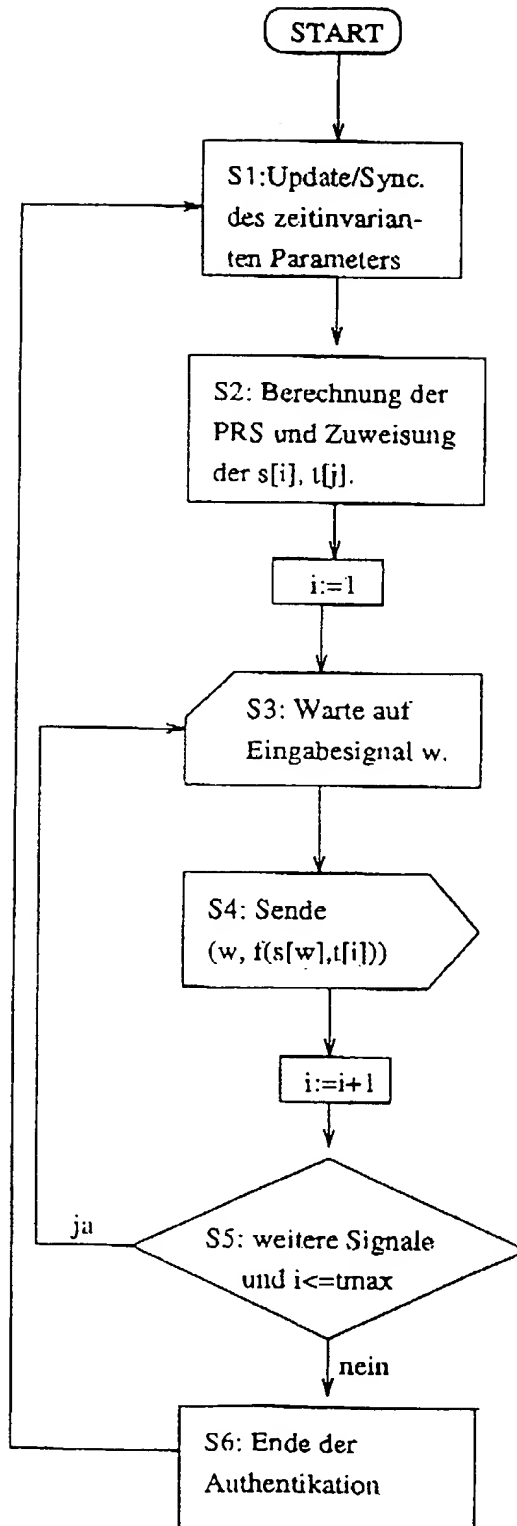 START
S1:Update/Sync.
des zeitinvarian-
ten Parameters
S2: Berechnung der
PRS und Zuweisung
der s[i], t[j].
i:=1
S3: Warte auf
Eingabesignal w.
S4: Sende
(w, f(s[w],t[i]))
i:=i+1
ja
S5: weitere Signale
und i<=tmax
nein
S6: Ende der
Authentikation